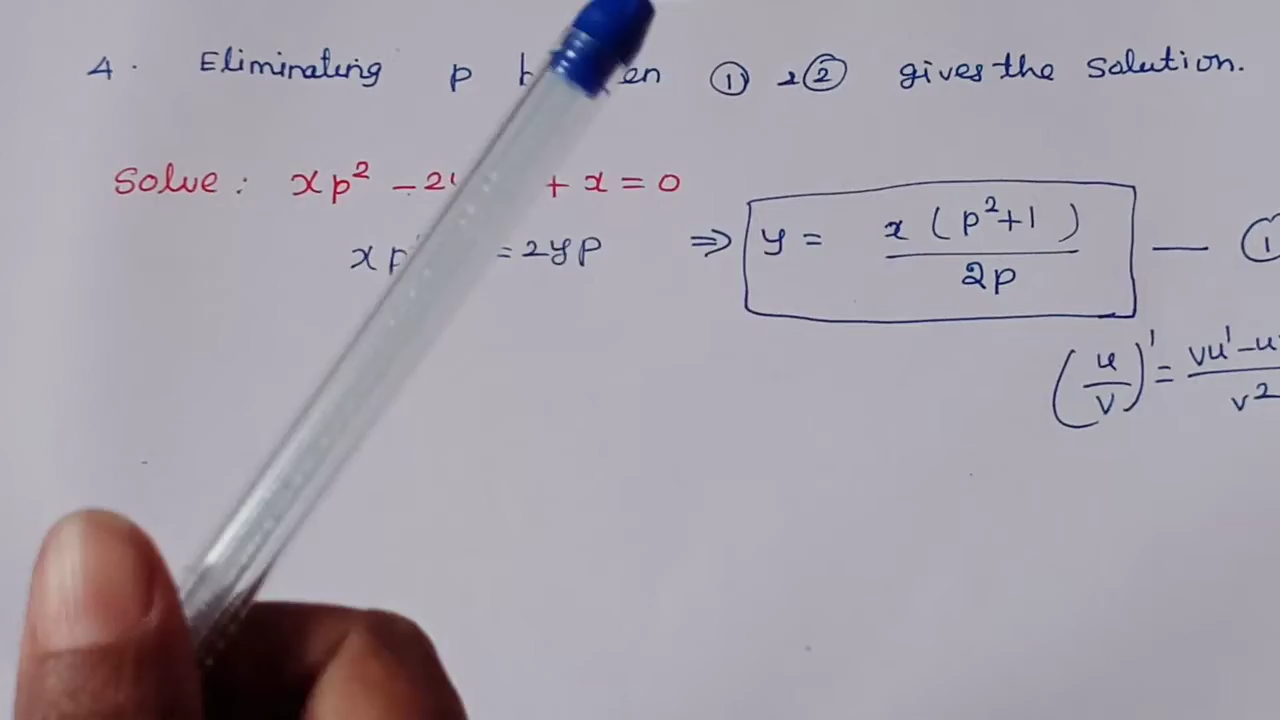 4. Eliminating p en ① & ② gives the solution.
Solve: xp² - 2 + x = 0
xp = 2yp ⇒ y = x(p²+1)/2p — ①
(u/v)' = vu' - u/v²